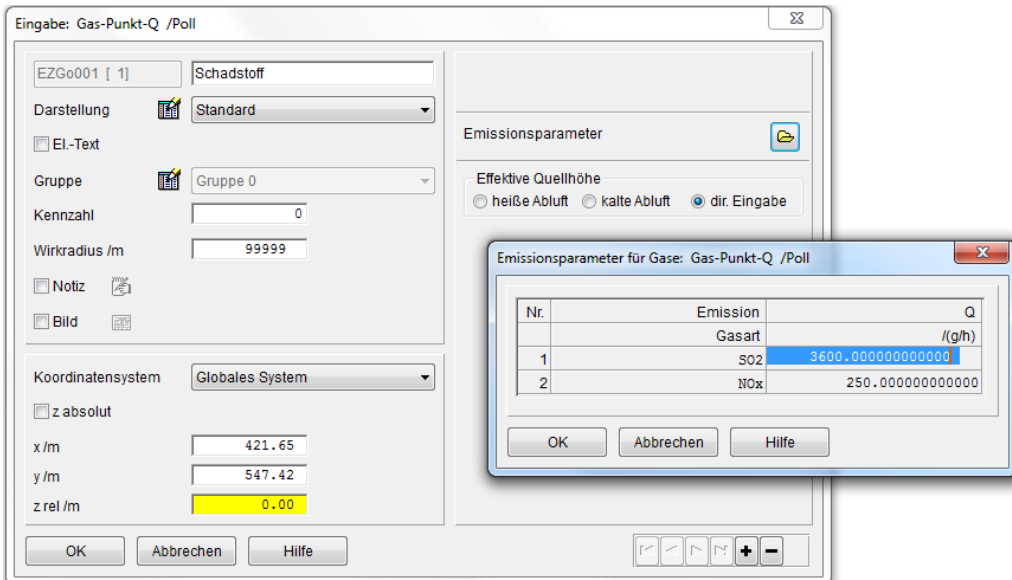 Eingabe: Gas-Punkt-Q /Poll
EZGo001 [ 1]
Schadstoff
Darstellung
Standard
El.-Text
Gruppe
Gruppe 0
Kennzahl
0
Wirkradius /m
99999
Notiz
Bild
Koordinatensystem
Globales System
z absolut
x /m
421.65
y /m
547.42
z rel /m
0.00
OK
Abbrechen
Hilfe
Emissionsparameter
Effektive Quellhöhe
heiße Abluft
kalte Abluft
dir. Eingabe
Emissionsparameter für Gase: Gas-Punkt-Q /Poll
Nr. Emission Q
Gasart /(g/h)
1 SO2 3600.000000000000
2 NOx 250.000000000000
OK
Abbrechen
Hilfe